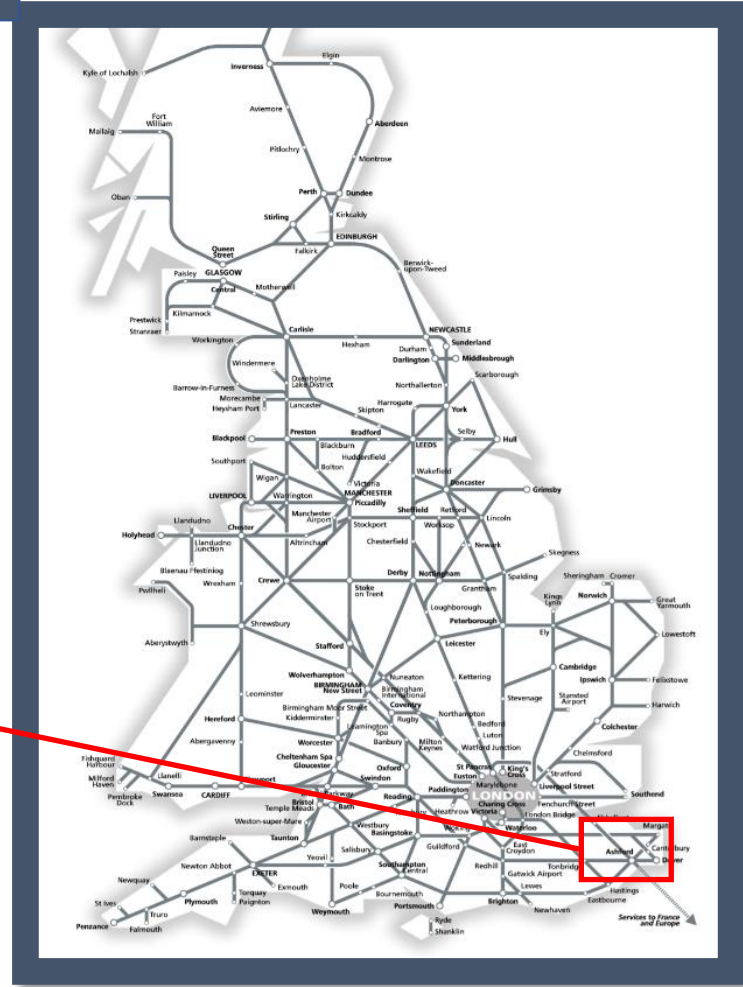 Elgin
Inverness
Kyle of Lochalsh
Aviemore
Fort
William
Aberdeen
Mallaig
Pitlochry
Montrose
Perth
Dundee
Oban
Kirkcaldy
Stirling
EDINBURGH
Queen
Street
Falkirk
Berwick-
upon-Tweed
Paisley
GLASGOW
Central
Motherwell
Kilmarnock
Prestwick
Stranraer
Carlisle
NEWCASTLE
Sunderland
Workington
Hexham
Durham
Darlington
Middlesbrough
Windermere
Scarborough
Oxenholme
Lake District
Barrow-in-Furness
Northallerton
Morecambe
Heysham Port
Lancaster
Harrogate
York
Skipton
Blackpool
Preston
Bradford
Selby
Blackburn
LEEDS
Hull
Southport
Huddersfield
Bolton
Wigan
Wakefield
Victoria
MANCHESTER
Piccadilly
Doncaster
Grimsby
LIVERPOOL
Warrington
Manchester
Airport
Sheffield
Retford
Lincoln
Llandudno
Stockport
Worksop
Chester
Holyhead
Llandudno
Junction
Altrincham
Chesterfield
Newark
Skegness
Blaenau Ffestiniog
Derby
Nottingham
Spalding
Sheringham
Cromer
Wrexham
Crewe
Stoke
on Trent
Grantham
Pwllheli
Kings
Lynn
Norwich
Great
Yarmouth
Loughborough
Peterborough
Shrewsbury
Ely
Lowestoft
Aberystwyth
Stafford
Leicester
Cambridge
Wolverhampton
Nuneaton
Kettering
BIRMINGHAM
New Street
Birmingham
International
Ipswich
Felixstowe
Leominster
Stevenage
Stansted
Airport
Birmingham Moor Street
Coventry
Harwich
Kidderminster
Rugby
Northampton
Hereford
Leamington
Spa
Bedford
Colchester
Abergavenny
Worcester
Banbury
Milton
Keynes
Luton
Watford Junction
Chelmsford
Cheltenham Spa
Gloucester
Fishguard
Harbour
Oxford
St Pancras
Euston
King's
Cross
Stratford
Milford
Haven
Llanelli
Swindon
Marylebone
Liverpool Street
Paddington
LONDON
Southend
Pembroke
Dock
Swansea
CARDIFF
Parkway
Reading
Charing Cross
Fenchurch Street
Bristol
Temple Meads
Bath
Heathrow
Victoria
London Bridge
Weston-super-Mare
Westbury
Waterloo
Margate
Barnstaple
Taunton
Basingstoke
Guildford
East
Croydon
Canterbury
Salisbury
Ashford
Dover
Newton Abbot
Yeovil
Redhill
Tonbridge
EXETER
Southampton
Central
Gatwick Airport
Newquay
Exmouth
Poole
Bournemouth
Lewes
Hastings
Torquay
Paignton
Eastbourne
St Ives
Plymouth
Weymouth
Portsmouth
Brighton
Newhaven
Truro
Falmouth
Penzance
Ryde
Shanklin
Services to France
and Europe